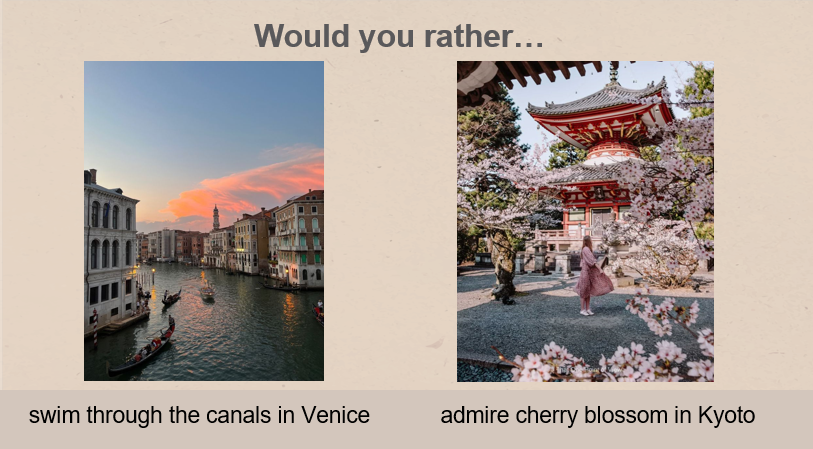 Would you rather…
swim through the canals in Venice
admire cherry blossom in Kyoto